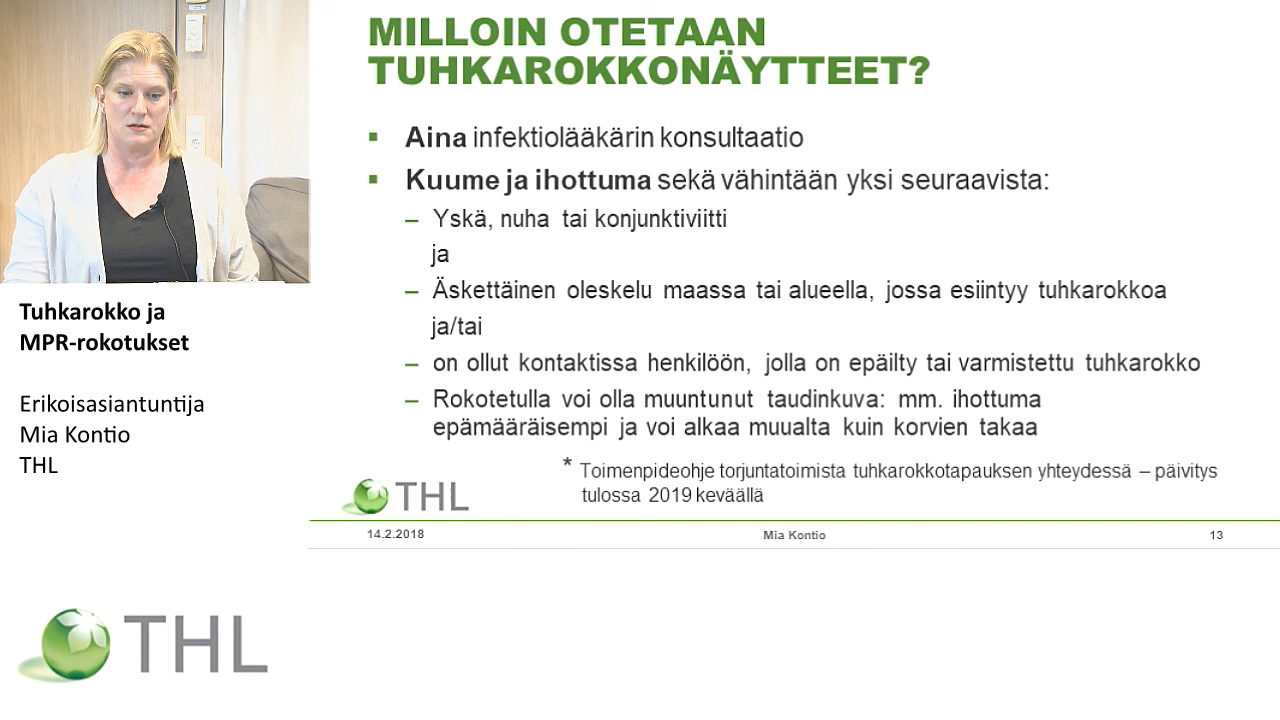 MILLOIN OTETAAN
TUHKAROKKONÄYTTEET?
▪ Aina infektiolääkärin konsultaatio
▪ Kuume ja ihottuma sekä vähintään yksi seuraavista:
– Yskä, nuha tai konjunktiviitti
ja
– Äskettäinen oleskelu maassa tai alueella, jossa esiintyy tuhkarokkoa
ja/tai
– on ollut kontaktissa henkilöön, jolla on epäilty tai varmistettu tuhkarokko
– Rokotetulla voi olla muuntunut taudinkuva: mm. ihottuma
epämääräisempi ja voi alkaa muualta kuin korvien takaa
* Toimenpideohje torjuntatoimista tuhkarokkotapauksen yhteydessä – päivitys
tulossa 2019 keväällä
THL
14.2.2018 Mia Kontio 13
Tuhkarokko ja
MPR-rokotukset
Erikoisasiantuntija
Mia Kontio
THL
THL